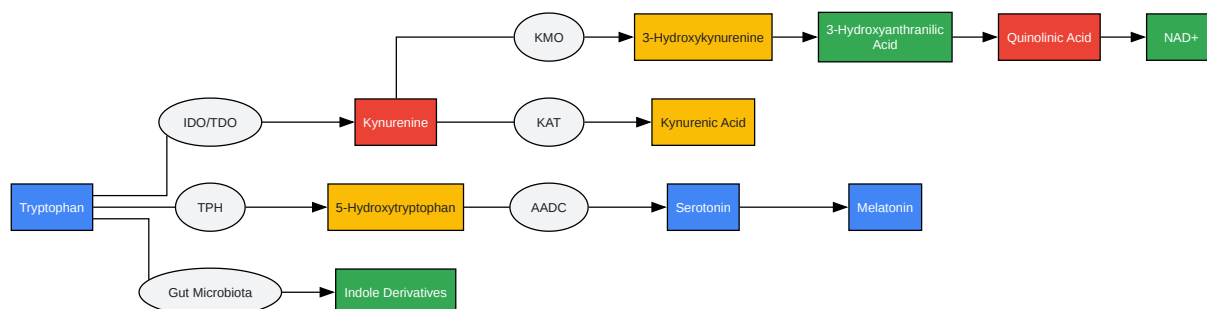 KMO
3-Hydroxykynurenine
3-Hydroxyanthranilic
Acid
Quinolinic Acid
NAD+
IDO/TDO
Kynurenine
KAT
Kynurenic Acid
Tryptophan
TPH
5-Hydroxytryptophan
AADC
Serotonin
Melatonin
Gut Microbiota
Indole Derivatives